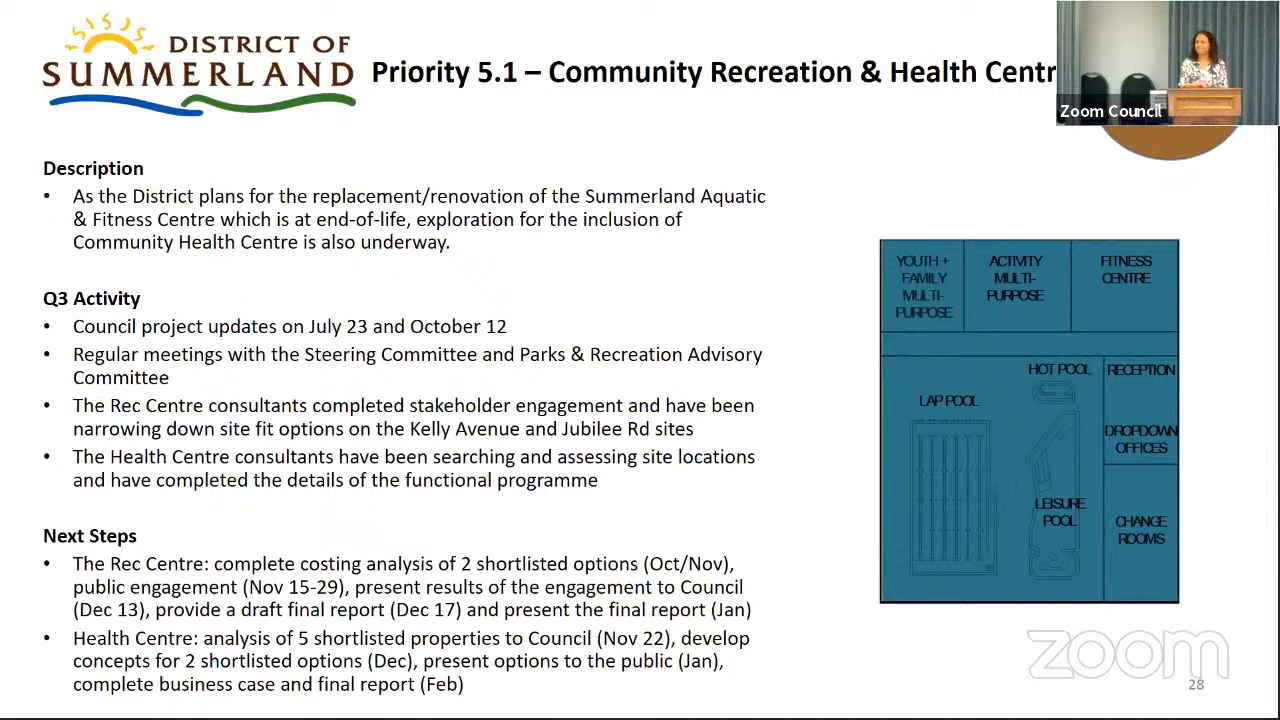 DISTRICT OF
SUMMERLAND
Priority 5.1 – Community Recreation & Health Centr
Zoom Council
Description
• As the District plans for the replacement/renovation of the Summerland Aquatic
& Fitness Centre which is at end-of-life, exploration for the inclusion of
Community Health Centre is also underway.
Q3 Activity
• Council project updates on July 23 and October 12
• Regular meetings with the Steering Committee and Parks & Recreation Advisory
Committee
• The Rec Centre consultants completed stakeholder engagement and have been
narrowing down site fit options on the Kelly Avenue and Jubilee Rd sites
• The Health Centre consultants have been searching and assessing site locations
and have completed the details of the functional programme
Next Steps
• The Rec Centre: complete costing analysis of 2 shortlisted options (Oct/Nov),
public engagement (Nov 15-29), present results of the engagement to Council
(Dec 13), provide a draft final report (Dec 17) and present the final report (Jan)
• Health Centre: analysis of 5 shortlisted properties to Council (Nov 22), develop
concepts for 2 shortlisted options (Dec), present options to the public (Jan),
complete business case and final report (Feb)
YOUTH +
FAMILY
MULTI-
PURPOSE
ACTIVITY
MULTI-
PURPOSE
FITNESS
CENTRE
HOT POOL
RECEPTION
LAP POOL
DROPDOWN
OFFICES
LEISURE
POOL
CHANGE
ROOMS
zoom
28